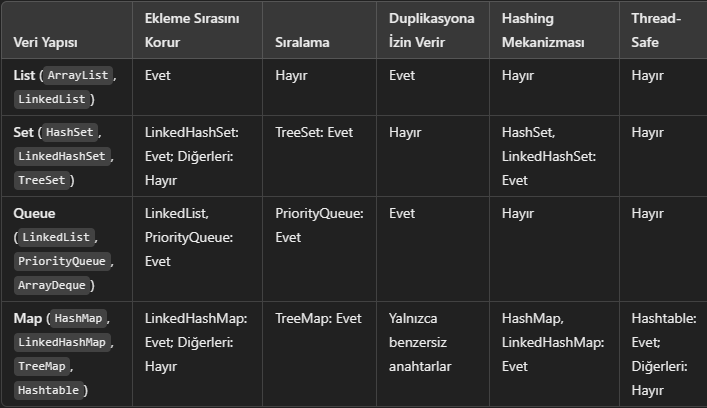 Veri Yapısı
Ekleme Sırasını
Korur
Sıralama
Duplikasyona
İzin Verir
Hashing
Mekanizması
Thread-
Safe
List (ArrayList,
LinkedList)
Evet
Hayır
Evet
Hayır
Hayır
Set (HashSet,
LinkedHashSet,
TreeSet)
LinkedHashSet:
Evet; Diğerleri:
Hayır
TreeSet: Evet
Hayır
HashSet,
LinkedHashSet:
Evet
Hayır
Queue
(LinkedList,
PriorityQueue,
ArrayDeque)
LinkedList,
PriorityQueue:
Evet
PriorityQueue:
Evet
Evet
Hayır
Hayır
Map (HashMap,
LinkedHashMap,
TreeMap,
Hashtable)
LinkedHashMap:
Evet; Diğerleri:
Hayır
TreeMap: Evet
Yalnızca
benzersiz
anahtarlar
HashMap,
LinkedHashMap:
Evet
Hashtable:
Evet;
Diğerleri:
Hayır